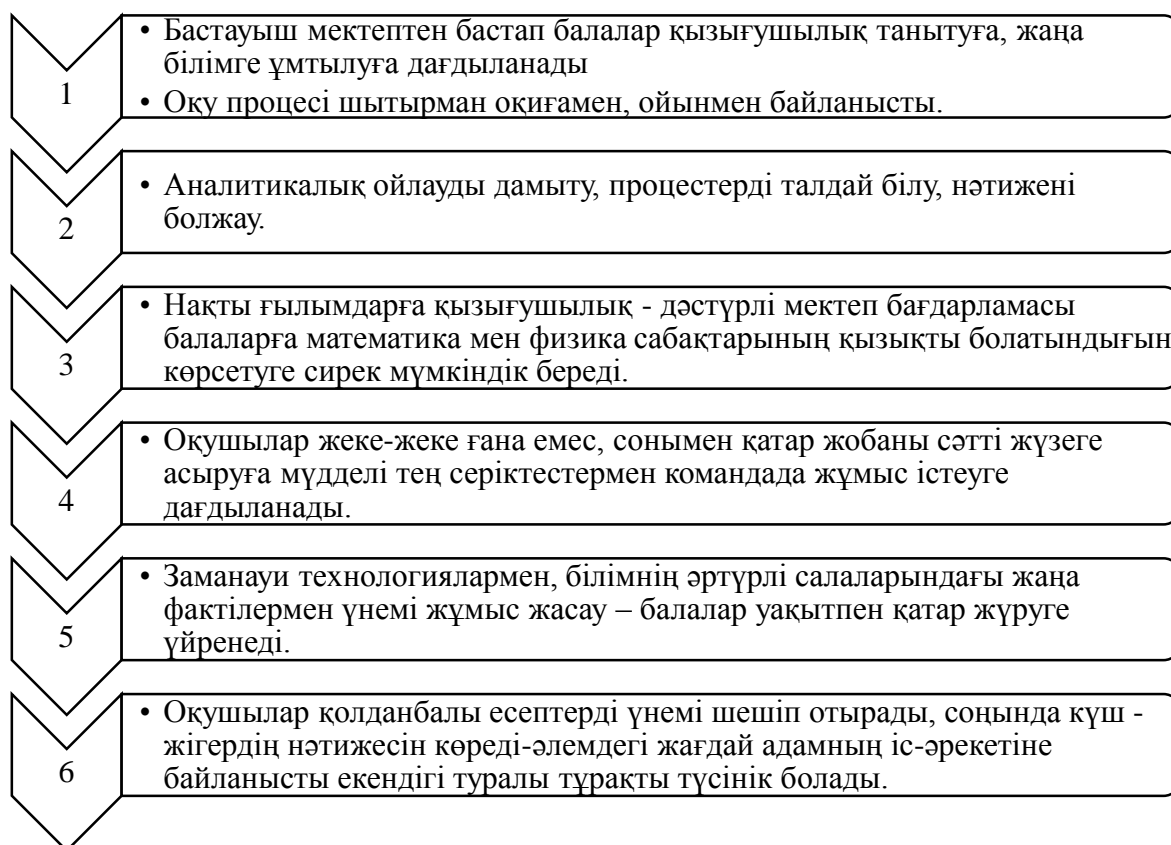 1
• Бастауыш мектептен бастап балалар қызығушылық танытуға, жаңа
білімге ұмтылуға дағдыланады
• Оқу процесі шытырман оқиғамен, ойынмен байланысты.
2
• Аналитикалық ойлауды дамыту, процестерді талдай білу, нәтижені
болжау.
3
• Нақты ғылымдарға қызығушылық - дәстүрлі мектеп бағдарламасы
балаларға математика мен физика сабақтарының қызықты болатындығын
көрсетуге сирек мүмкіндік береді.
4
• Оқушылар жеке-жеке ғана емес, сонымен қатар жобаны сәтті жүзеге
асыруға мүдделі тең серіктестермен командада жұмыс істеуге
дағдыланады.
5
• Заманауи технологиялармен, білімнің әртүрлі салаларындағы жаңа
фактілермен үнемі жұмыс жасау – балалар уақытпен қатар жүруге
үйренеді.
6
• Оқушылар қолданбалы есептерді үнемі шешіп отырады, соңында күш -
жігердің нәтижесін көреді-әлемдегі жағдай адамның іс-әрекетіне
байланысты екендігі туралы тұрақты түсінік болады.